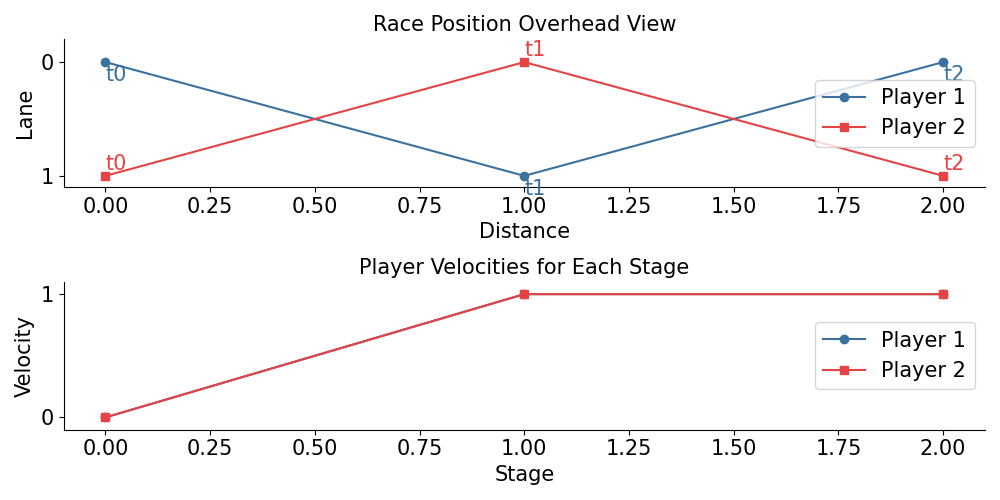 Race Position Overhead View
t0
t1
t2
0
Lane
1
t0
t1
t2
Player 1
Player 2
0.00 0.25 0.50 0.75 1.00 1.25 1.50 1.75 2.00
Distance
Player Velocities for Each Stage
1
Velocity
0
Player 1
Player 2
0.00 0.25 0.50 0.75 1.00 1.25 1.50 1.75 2.00
Stage